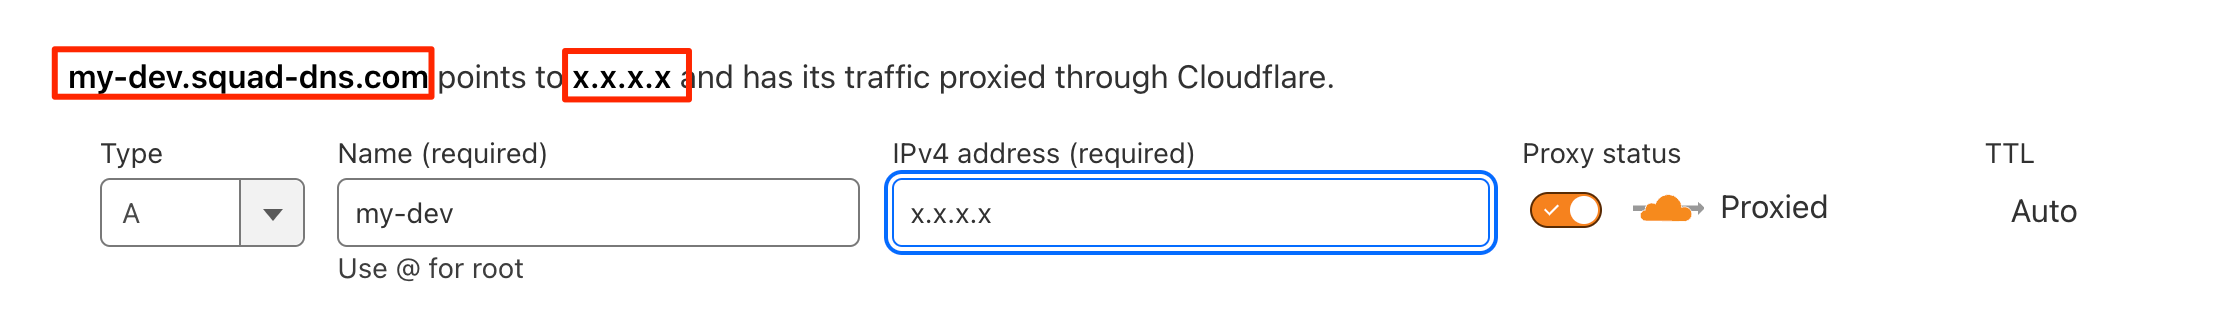 my-dev.squad-dns.com points to x.x.x.x and has its traffic proxied through Cloudflare.
Type Name (required) IPv4 address (required) Proxy status TTL
A my-dev x.x.x.x Proxied Auto
Use @ for root